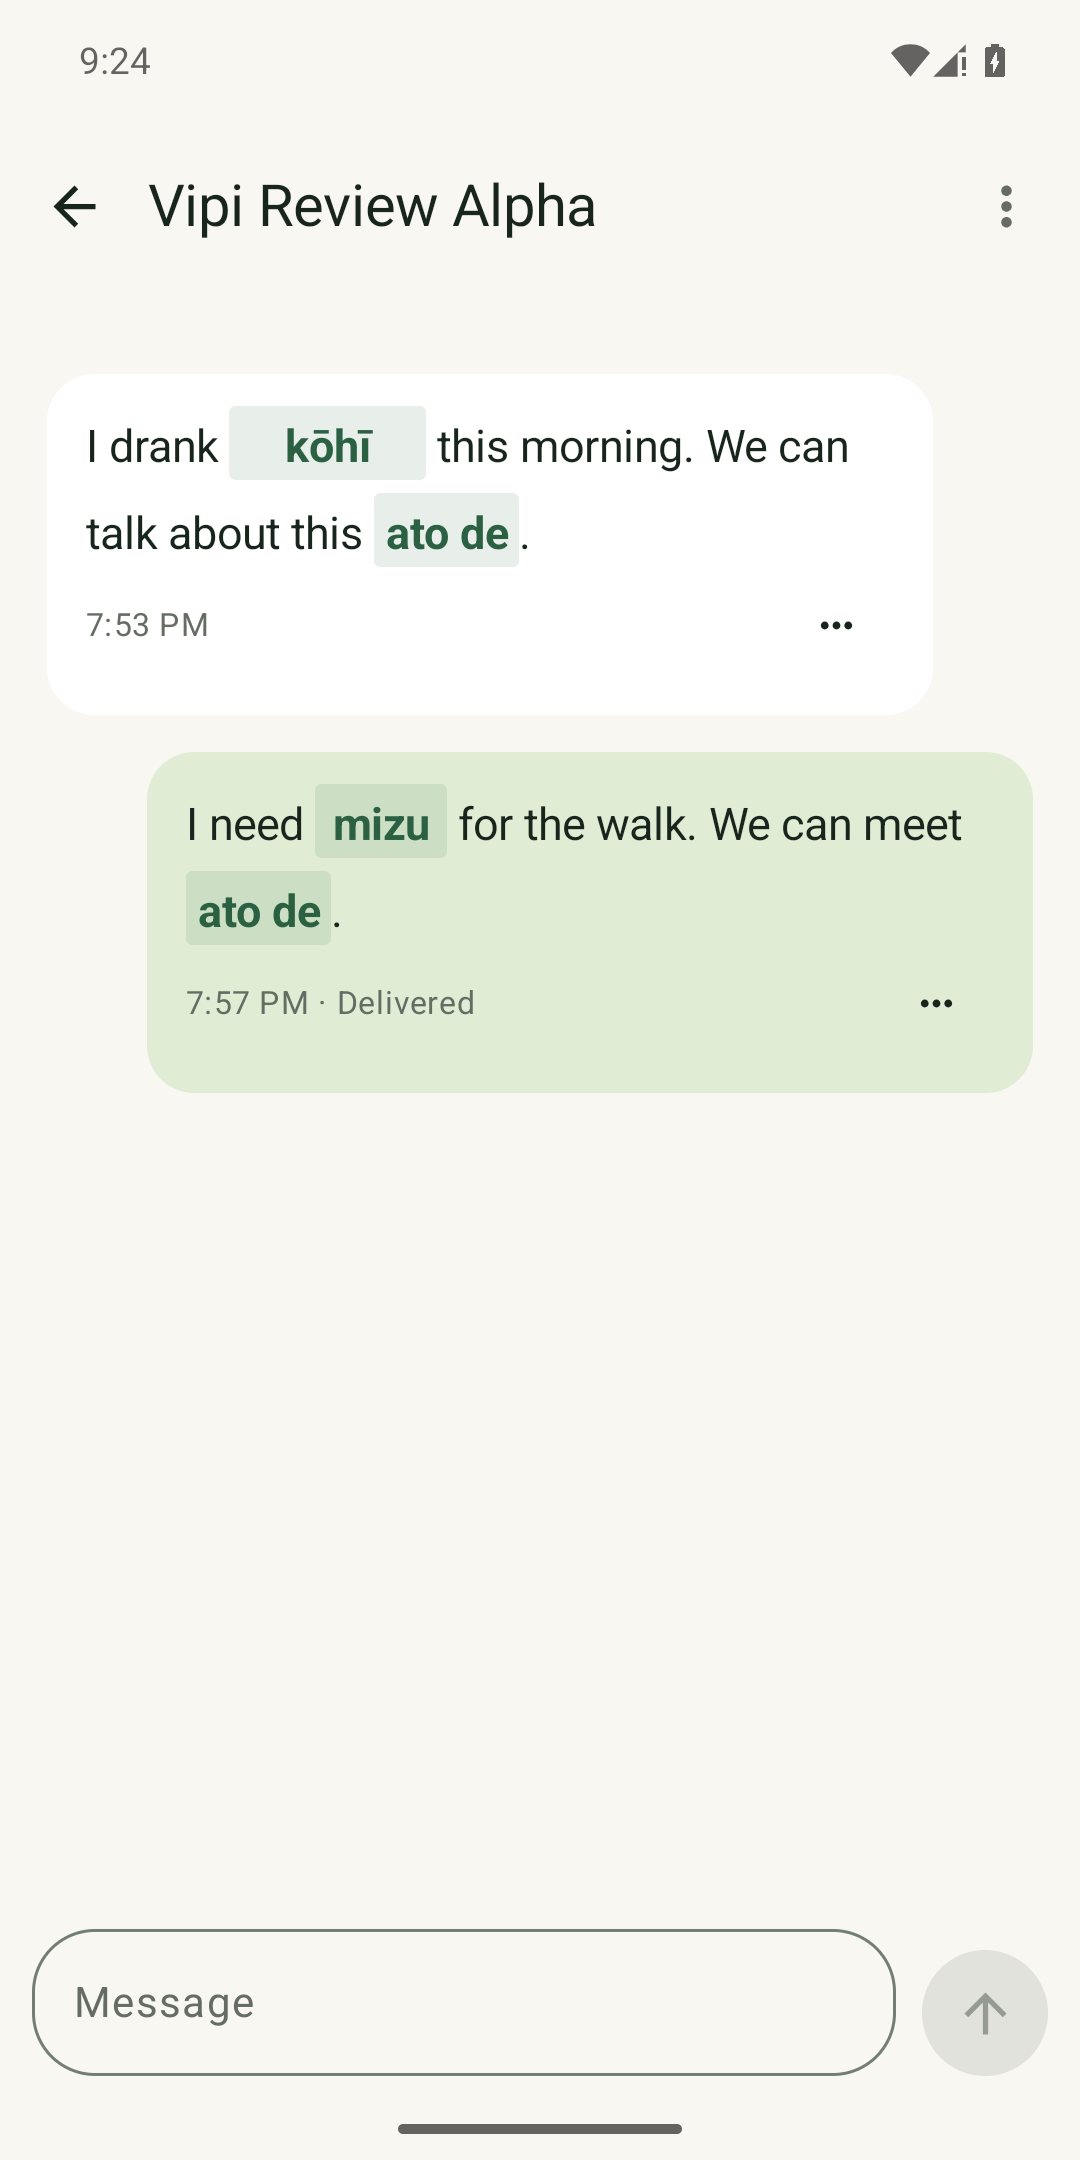 9:24
Vipi Review Alpha
I drank kōhī this morning. We can
talk about this ato de.
7:53 PM
I need mizu for the walk. We can meet
ato de.
7:57 PM · Delivered
Message